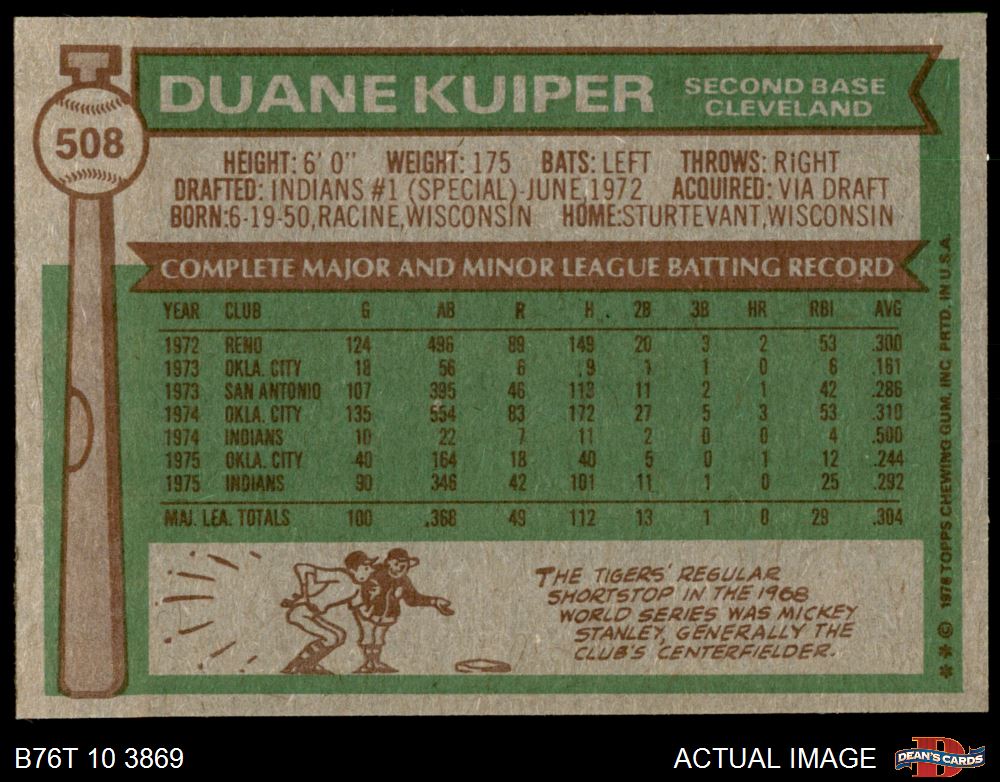 508
DUANE KUIPER SECOND BASE
CLEVELAND
HEIGHT: 6' 0" WEIGHT: 175 BATS: LEFT THROWS: RIGHT
DRAFTED: INDIANS #1 (SPECIAL)-JUNE, 1972 ACQUIRED: VIA DRAFT
BORN: 6-19-50, RACINE, WISCONSIN HOME: STURTEVANT, WISCONSIN
COMPLETE MAJOR AND MINOR LEAGUE BATTING RECORD
YEAR CLUB G AB R H 2B 3B HR RBI AVG
1972 RENO 124 496 89 149 20 3 2 53 .300
1973 OKLA. CITY 18 56 6 9 1 1 0 6 .161
1973 SAN ANTONIO 107 395 46 113 11 2 1 42 .286
1974 OKLA. CITY 135 554 83 172 27 5 3 53 .310
1974 INDIANS 10 22 7 11 2 0 0 4 .500
1975 OKLA. CITY 40 164 18 40 5 0 1 12 .244
1975 INDIANS 90 346 42 101 11 1 0 25 .292
MAJ. LEA. TOTALS 100 368 49 112 13 1 0 29 .304
THE TIGERS' REGULAR
SHORTSTOP IN THE 1968
WORLD SERIES WAS MICKEY
STANLEY, GENERALLY THE
CLUB'S CENTERFIELDER.
** © 1976 TOPPS CHEWING GUM, INC. PRTD. IN U.S.A.
B76T 10 3869
ACTUAL IMAGE
D
DEAN'S CARDS